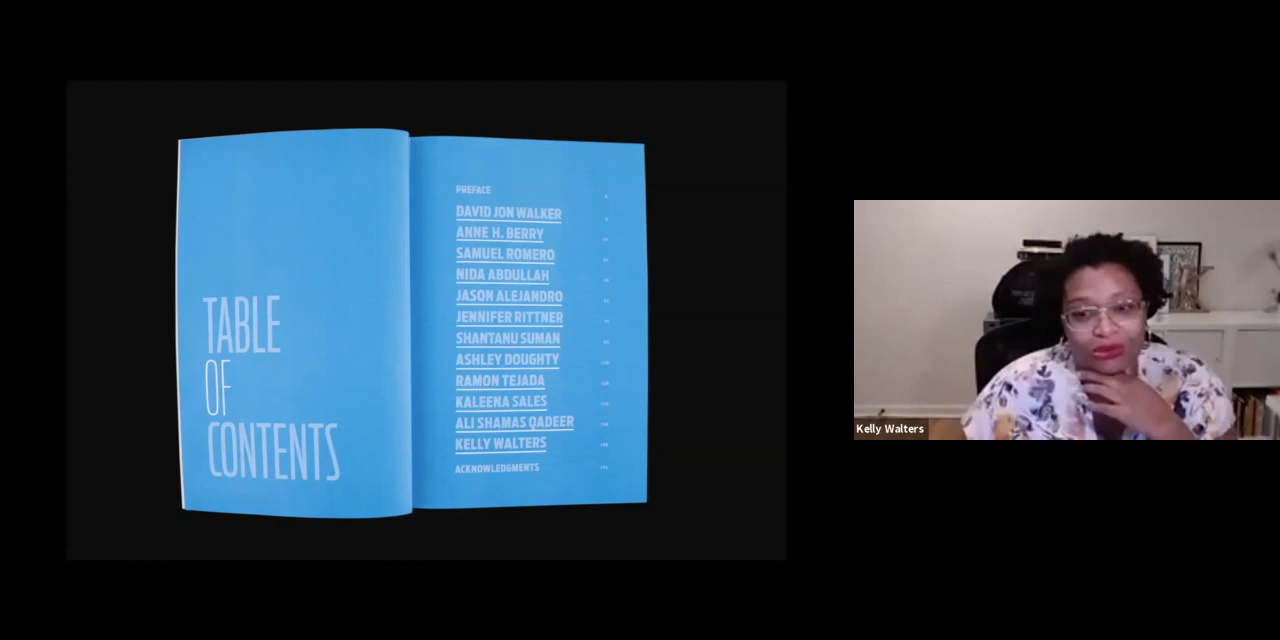 TABLE
OF
CONTENTS
PREFACE
DAVID JON WALKER
ANNE H. BERRY
SAMUEL ROMERO
NIDA ABDULLAH
JASON ALEJANDRO
JENNIFER RITTNER
SHANTANU SUMAN
ASHLEY DOUGHTY
RAMON TEJADA
KALEENA SALES
ALI SHAMAS QADEER
KELLY WALTERS
ACKNOWLEDGMENTS
Kelly Walters